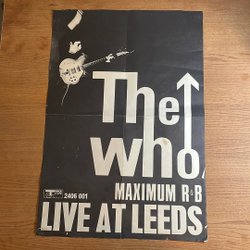 The
who
MAXIMUM R&B
2406 001
LIVE AT LEEDS